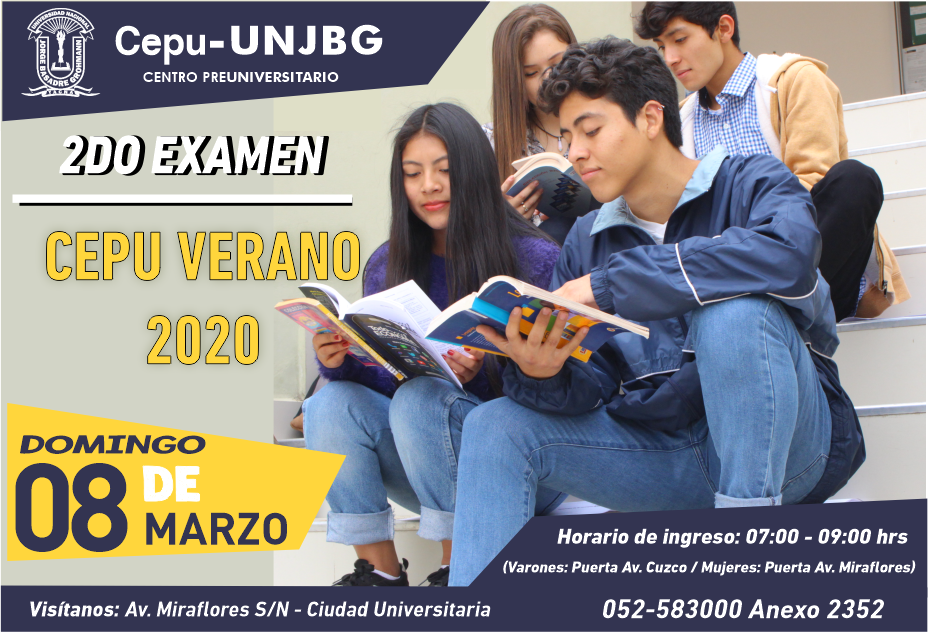 UNIVERSIDAD NACIONAL
JORGE BASADRE GROHMANN
TACNA
Cepu-UNJBG
CENTRO PREUNIVERSITARIO
2DO EXAMEN
CEPU VERANO
2020
DOMINGO
08 DE
MARZO
Horario de ingreso: 07:00 - 09:00 hrs
(Varones: Puerta Av. Cuzco / Mujeres: Puerta Av. Miraflores)
Visítanos: Av. Miraflores S/N - Ciudad Universitaria
052-583000 Anexo 2352